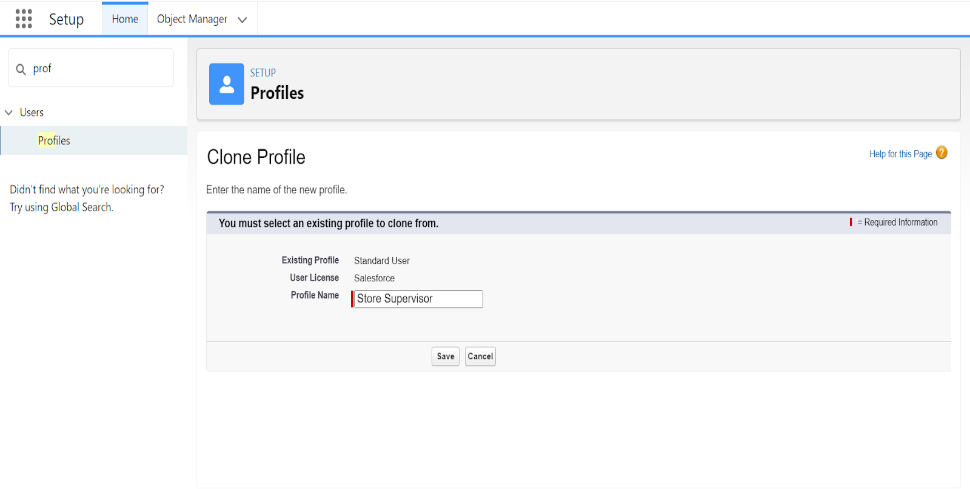 Setup Home Object Manager
prof
Users
Profiles
Didn't find what you're looking for?
Try using Global Search.
SETUP
Profiles
Clone Profile
Help for this Page ?
Enter the name of the new profile.
You must select an existing profile to clone from.
= Required Information
Existing Profile Standard User
User License Salesforce
Profile Name Store Supervisor
Save Cancel